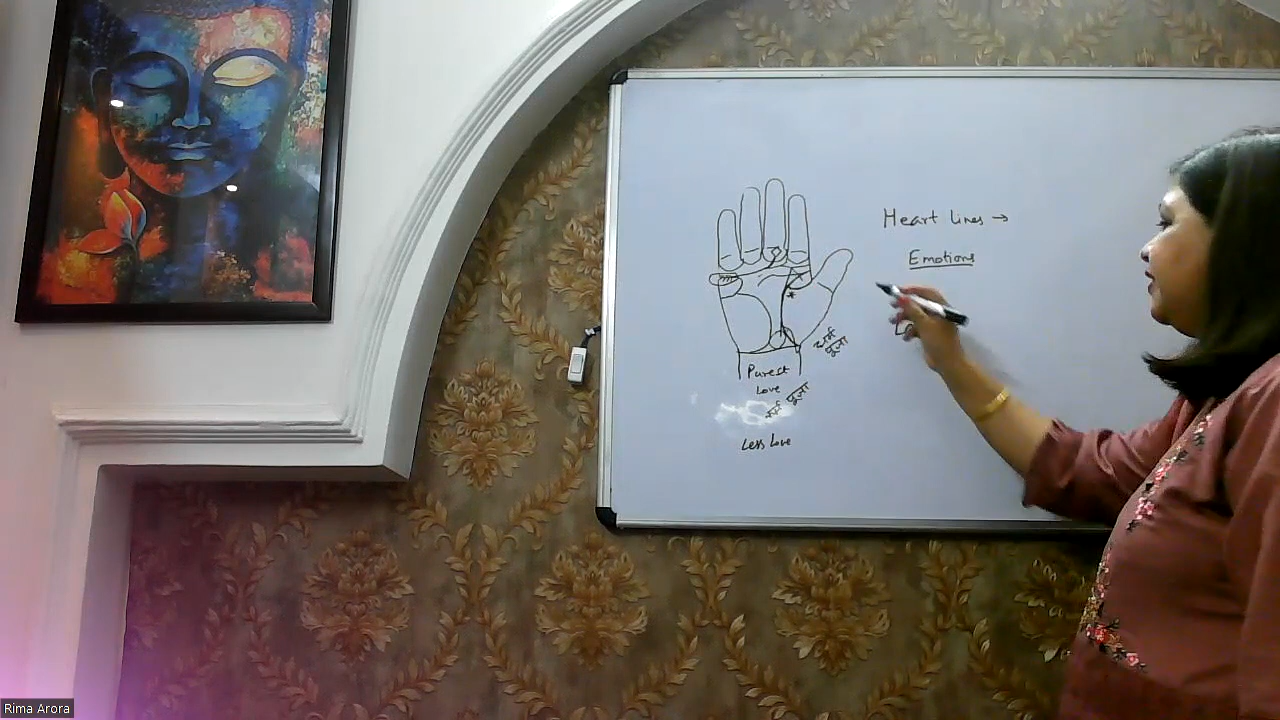 Heart lines →
Emotions
Purest
Love
Less Love
Rima Arora